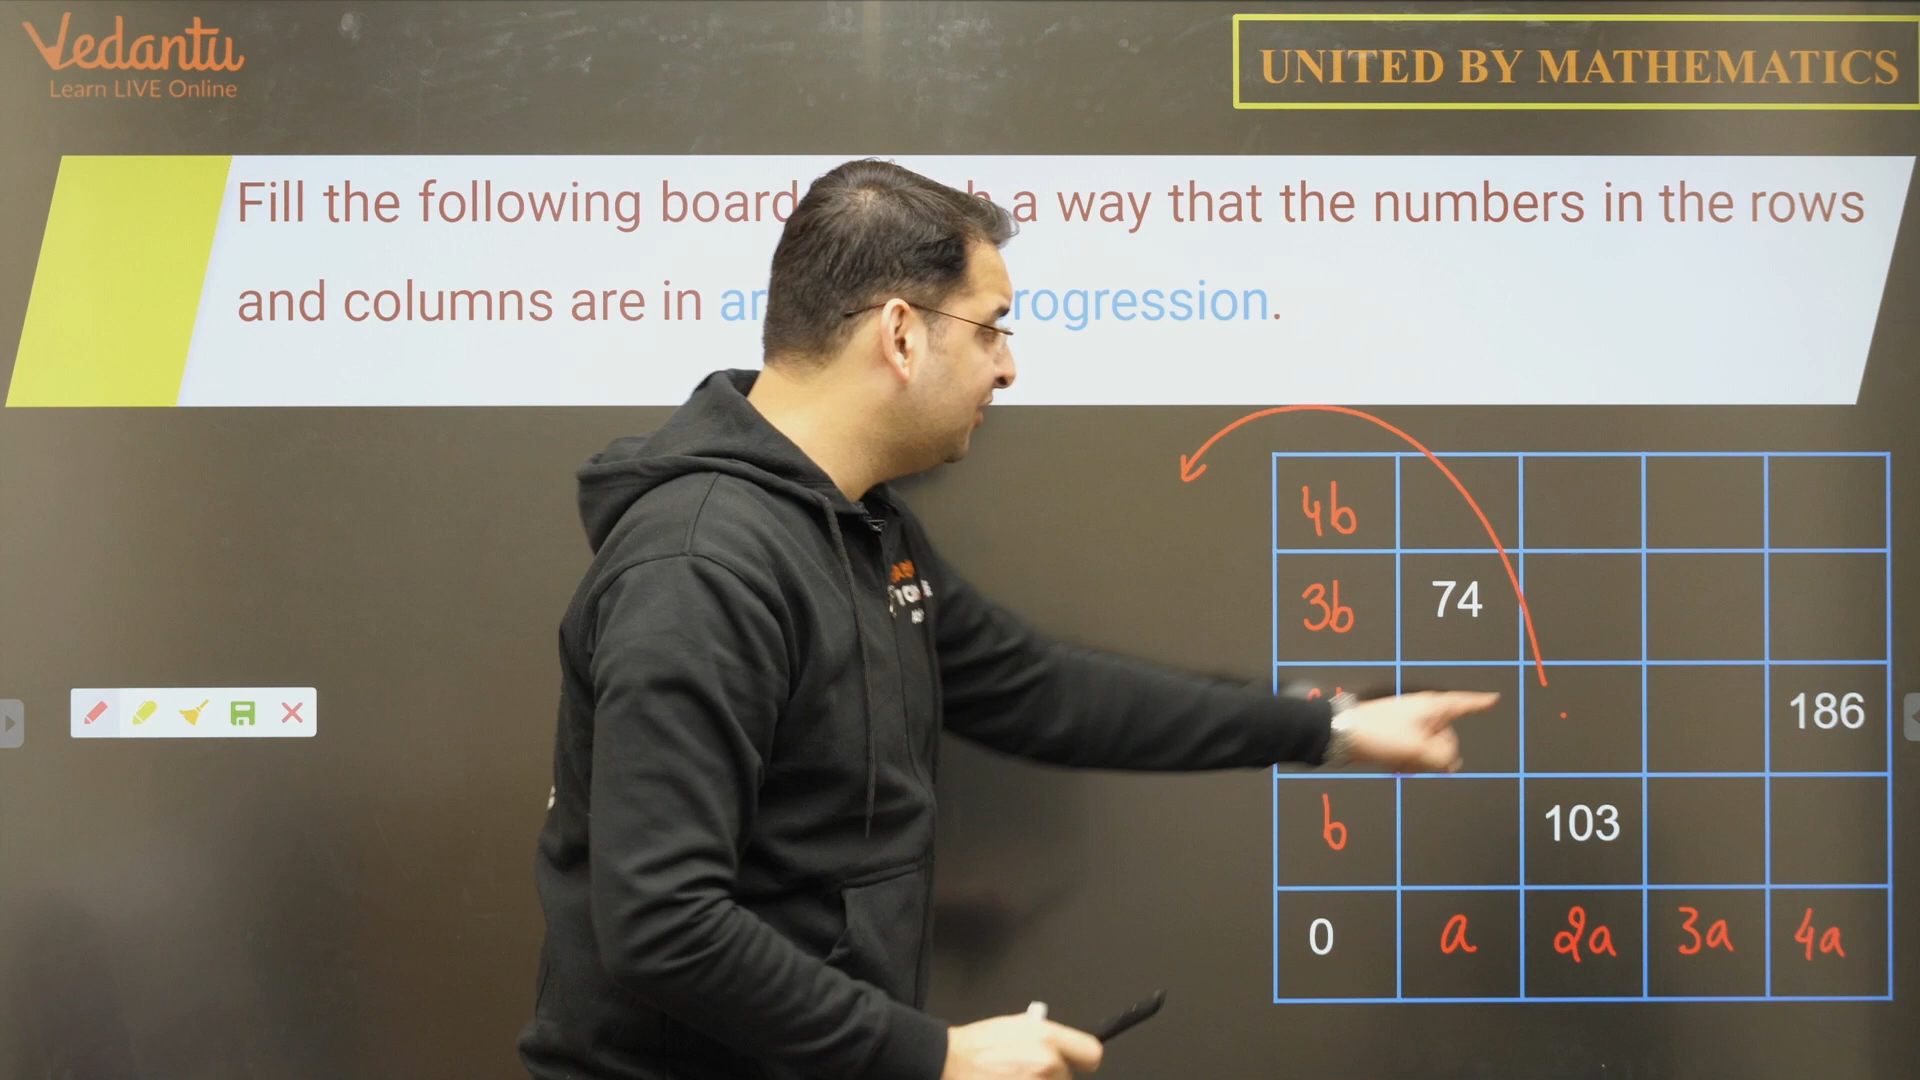 Vedantu
Learn LIVE Online
UNITED BY MATHEMATICS
Fill the following board a way that the numbers in the rows
and columns are in rogression.
4b
3b 74
186
b 103
0 a 2a 3a 4a